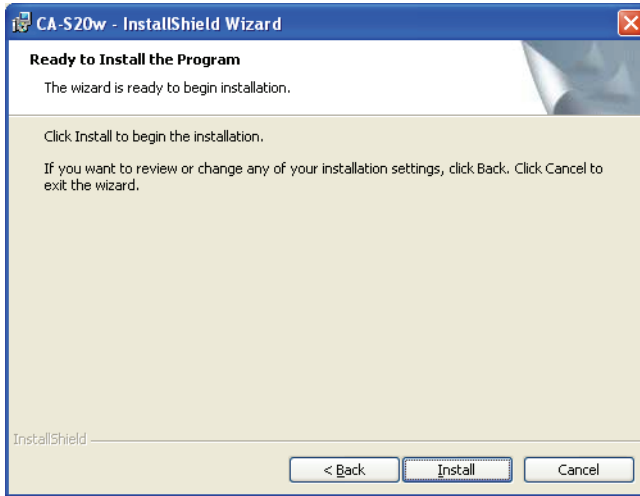 CA-S20w - InstallShield Wizard
Ready to Install the Program
The wizard is ready to begin installation.
Click Install to begin the installation.
If you want to review or change any of your installation settings, click Back. Click Cancel to
exit the wizard.
InstallShield
< Back Install Cancel